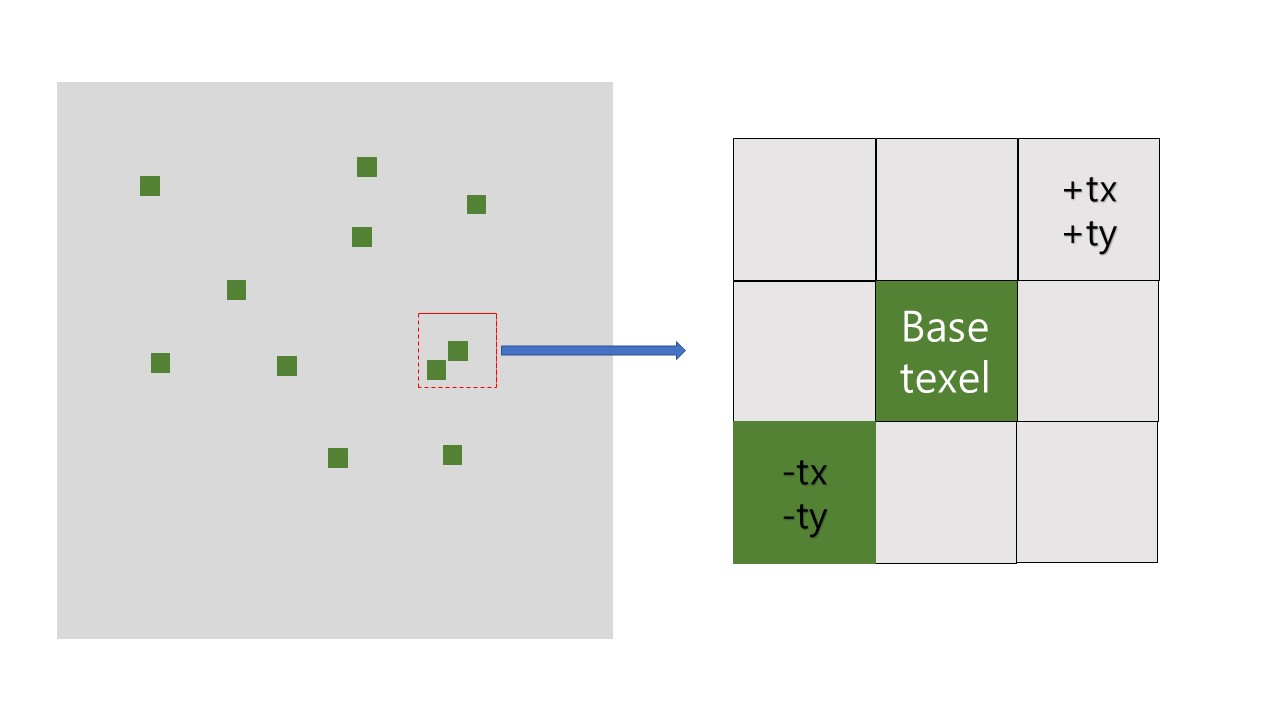 +tx
+ty
Base
texel
-tx
-ty